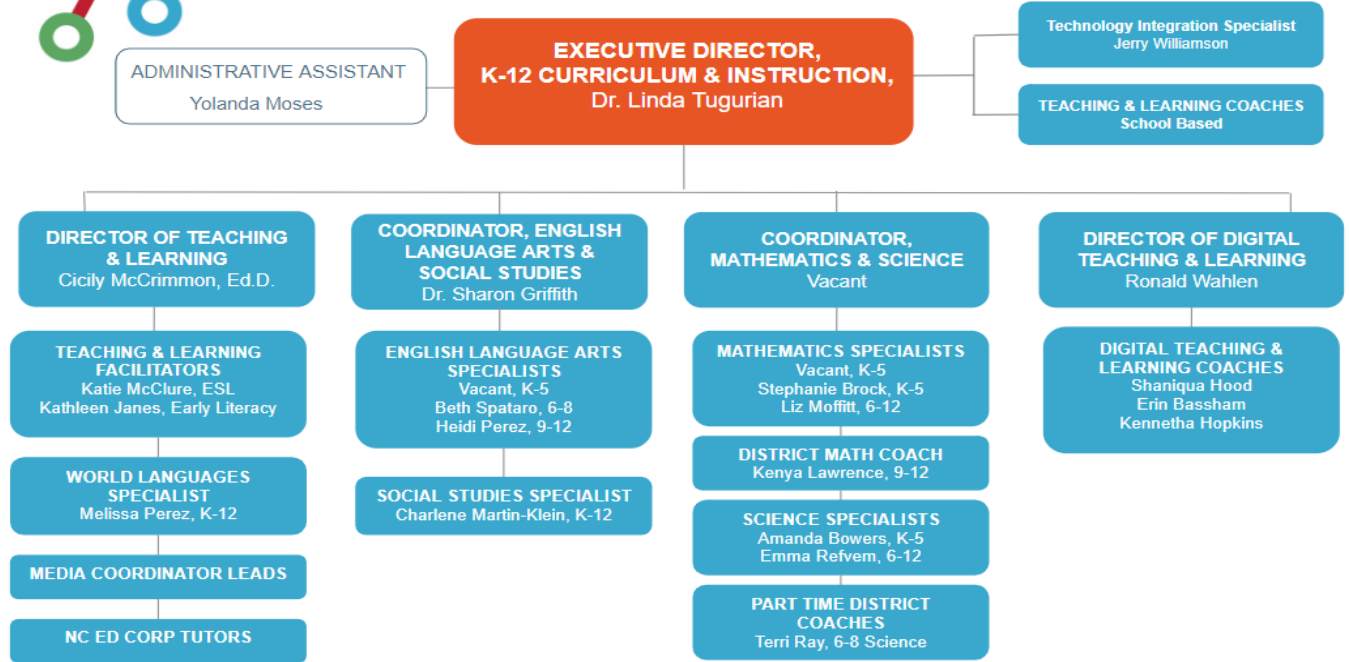 ADMINISTRATIVE ASSISTANT
Yolanda Moses
EXECUTIVE DIRECTOR,
K-12 CURRICULUM & INSTRUCTION,
Dr. Linda Tugurian
Technology Integration Specialist
Jerry Williamson
TEACHING & LEARNING COACHES
School Based
DIRECTOR OF TEACHING
& LEARNING
Cicily McCrimmon, Ed.D.
TEACHING & LEARNING
FACILITATORS
Katie McClure, ESL
Kathleen Janes, Early Literacy
WORLD LANGUAGES
SPECIALIST
Melissa Perez, K-12
MEDIA COORDINATOR LEADS
NC ED CORP TUTORS
COORDINATOR, ENGLISH
LANGUAGE ARTS &
SOCIAL STUDIES
Dr. Sharon Griffith
ENGLISH LANGUAGE ARTS
SPECIALISTS
Vacant, K-5
Beth Spataro, 6-8
Heidi Perez, 9-12
SOCIAL STUDIES SPECIALIST
Charlene Martin-Klein, K-12
COORDINATOR,
MATHEMATICS & SCIENCE
Vacant
MATHEMATICS SPECIALISTS
Vacant, K-5
Stephanie Brock, K-5
Liz Moffitt, 6-12
DISTRICT MATH COACH
Kenya Lawrence, 9-12
SCIENCE SPECIALISTS
Amanda Bowers, K-5
Emma Refvem, 6-12
PART TIME DISTRICT
COACHES
Terri Ray, 6-8 Science
DIRECTOR OF DIGITAL
TEACHING & LEARNING
Ronald Wahlen
DIGITAL TEACHING &
LEARNING COACHES
Shaniqua Hood
Erin Bassham
Kennetha Hopkins